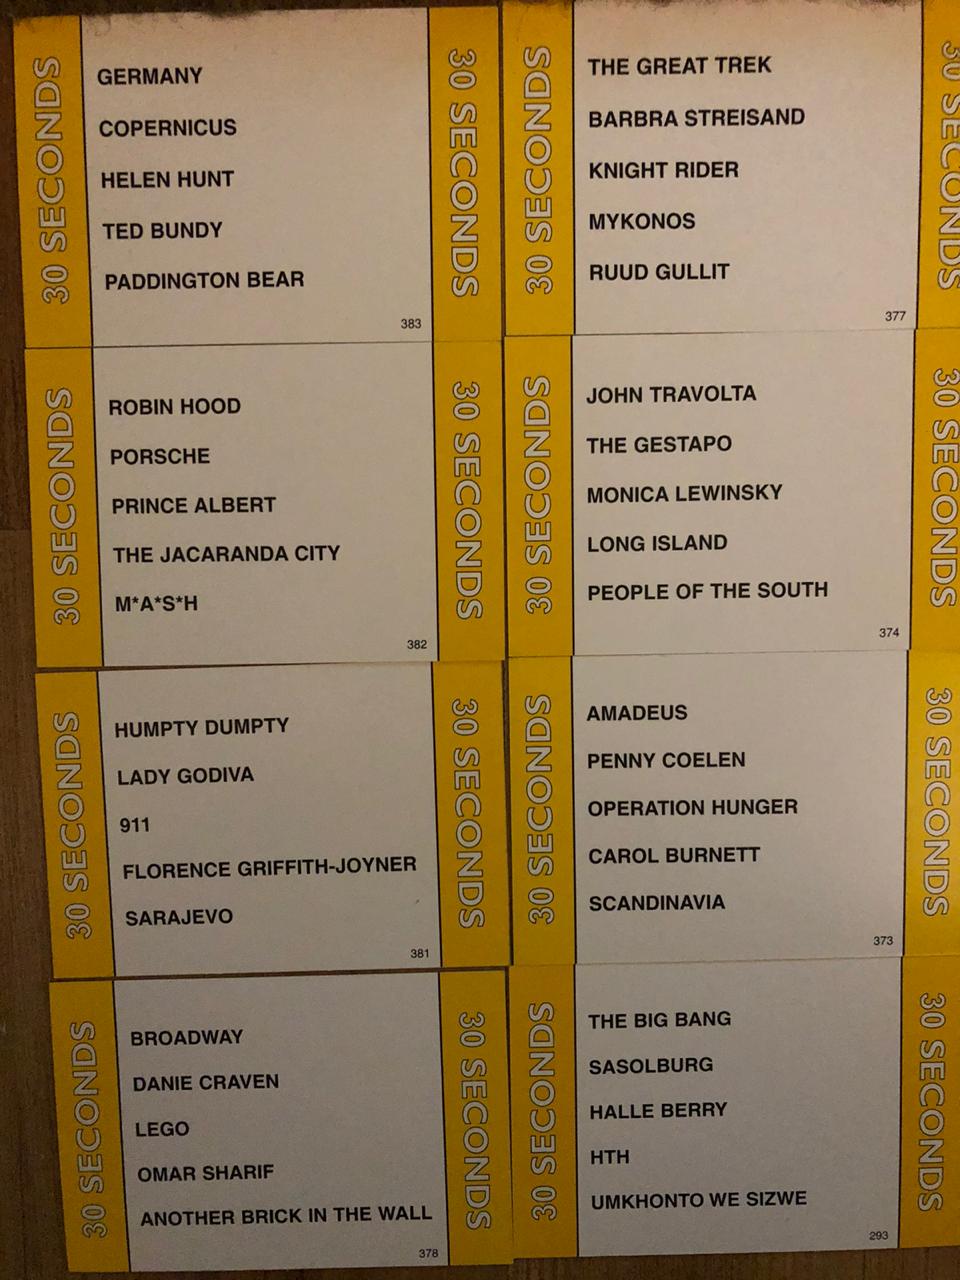 30 SECONDS
GERMANY
COPERNICUS
HELEN HUNT
TED BUNDY
PADDINGTON BEAR
383
30 SECONDS
30 SECONDS
THE GREAT TREK
BARBRA STREISAND
KNIGHT RIDER
MYKONOS
RUUD GULLIT
377
30 SECONDS
30 SECONDS
ROBIN HOOD
PORSCHE
PRINCE ALBERT
THE JACARANDA CITY
M*A*S*H
382
30 SECONDS
30 SECONDS
JOHN TRAVOLTA
THE GESTAPO
MONICA LEWINSKY
LONG ISLAND
PEOPLE OF THE SOUTH
374
30 SECONDS
30 SECONDS
HUMPTY DUMPTY
LADY GODIVA
911
FLORENCE GRIFFITH-JOYNER
SARAJEVO
381
30 SECONDS
30 SECONDS
AMADEUS
PENNY COELEN
OPERATION HUNGER
CAROL BURNETT
SCANDINAVIA
373
30 SECONDS
30 SECONDS
BROADWAY
DANIE CRAVEN
LEGO
OMAR SHARIF
ANOTHER BRICK IN THE WALL
378
30 SECONDS
30 SECONDS
THE BIG BANG
SASOLBURG
HALLE BERRY
HTH
UMKHONTO WE SIZWE
293
30 SECONDS